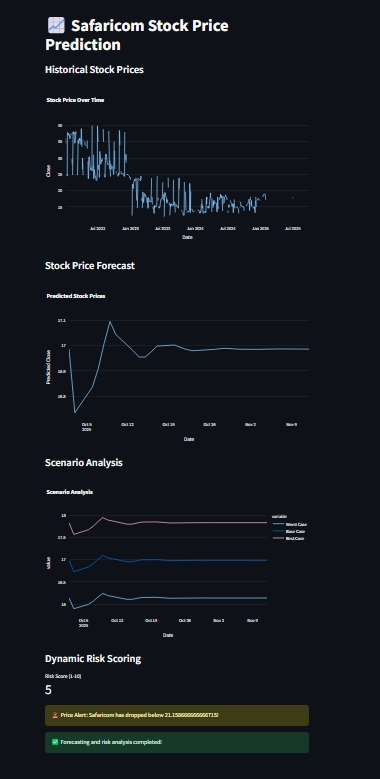 📈 Safaricom Stock Price
Prediction
Historical Stock Prices
Stock Price Over Time
40
35
30
25
20
15
Close
Jul 2022
Jan 2023
Jul 2023
Jan 2024
Jul 2024
Jan 2025
Jul 2025
Date
Stock Price Forecast
Predicted Stock Prices
17.1
17
16.9
16.8
Predicted Close
Oct 5
2025
Oct 12
Oct 19
Oct 26
Nov 2
Nov 9
Date
Scenario Analysis
Scenario Analysis
18
17.5
17
16.5
16
value
variable
Worst Case
Base Case
Best Case
Oct 5
2025
Oct 12
Oct 19
Oct 26
Nov 2
Nov 9
Date
Dynamic Risk Scoring
Risk Score (1-10)
5
🚨 Price Alert: Safaricom has dropped below
✅ Forecasting and risk analysis completed!